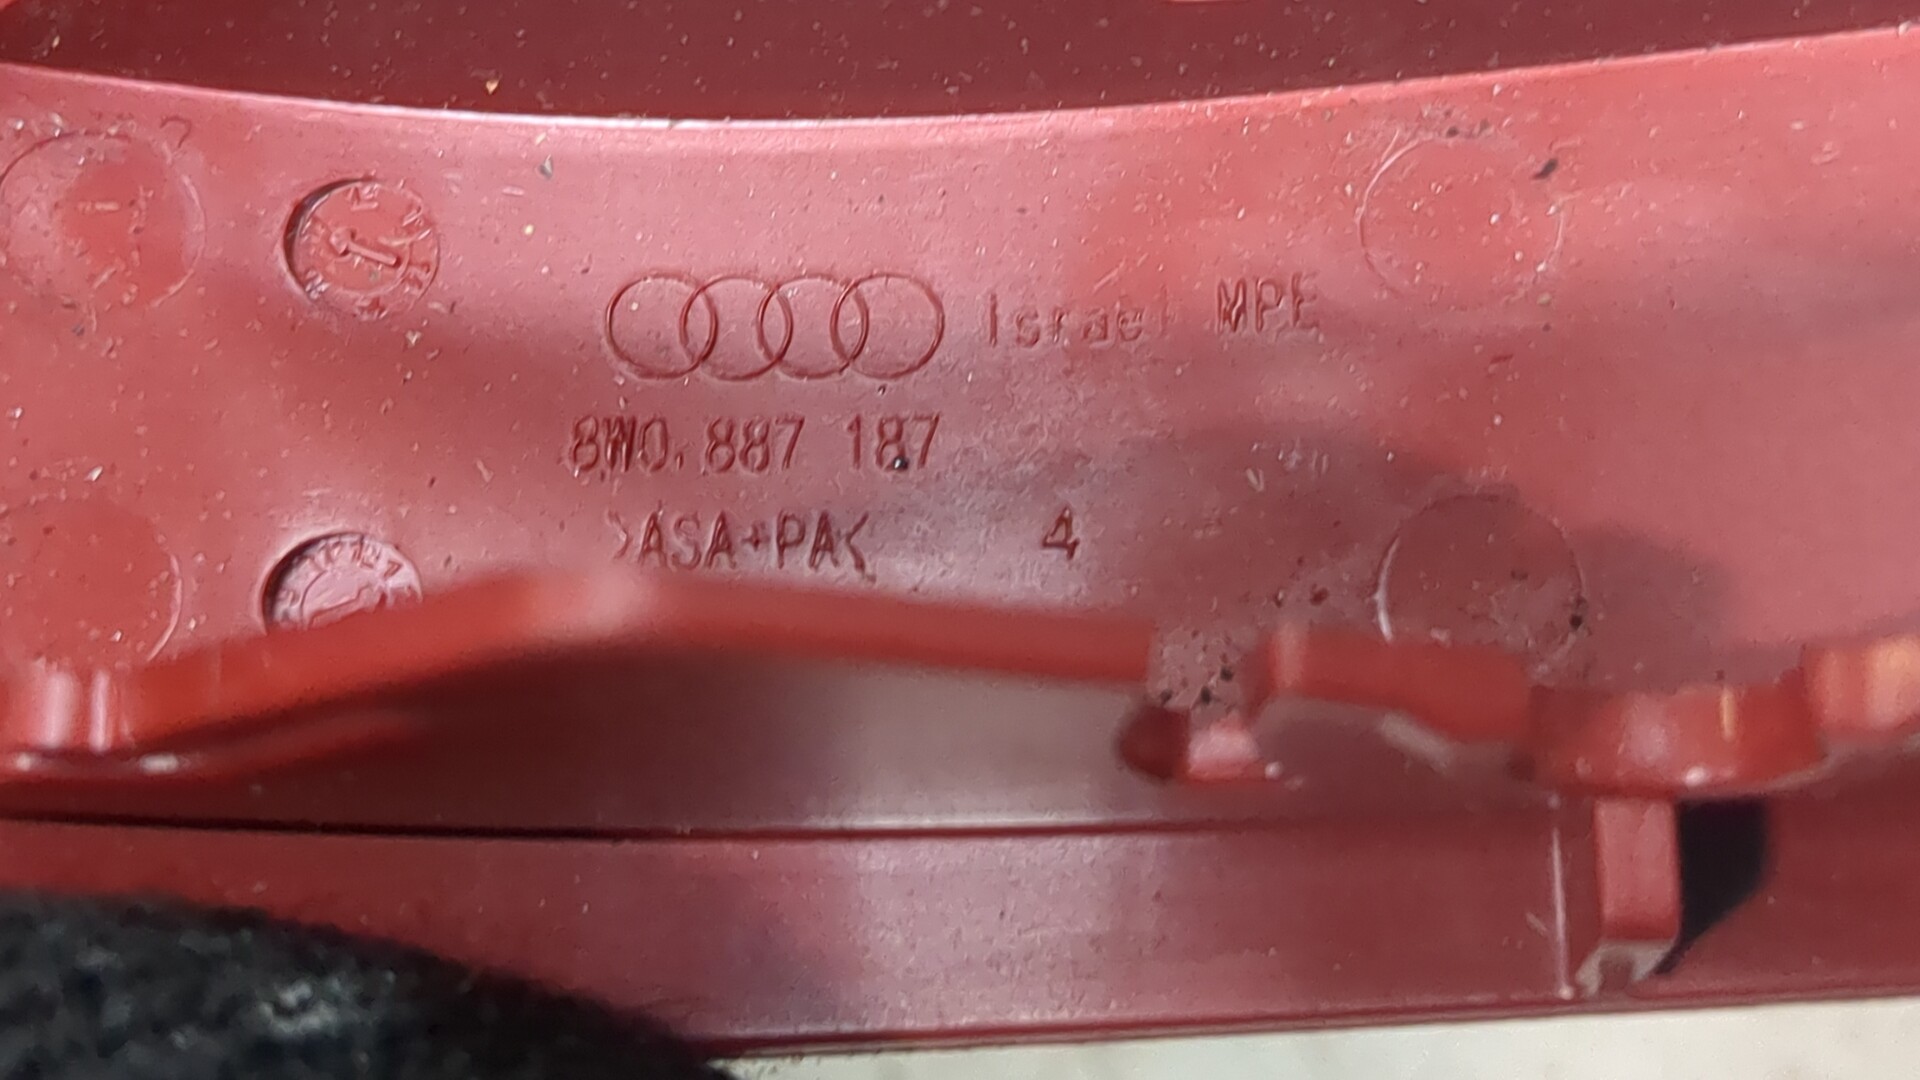 Israel MPE
8W0.887 187
>ASA+PA<
4